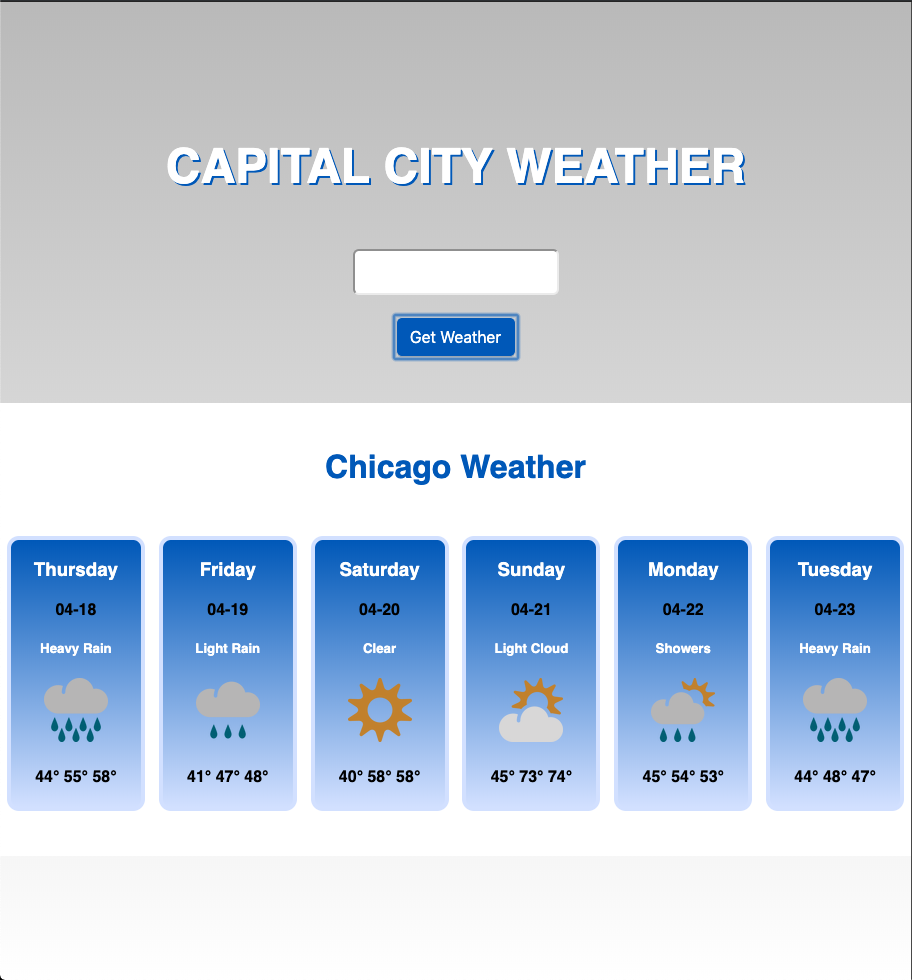 CAPITAL CITY WEATHER
Get Weather
Chicago Weather
Thursday
04-18
Heavy Rain
44° 55° 58°
Friday
04-19
Light Rain
41° 47° 48°
Saturday
04-20
Clear
40° 58° 58°
Sunday
04-21
Light Cloud
45° 73° 74°
Monday
04-22
Showers
45° 54° 53°
Tuesday
04-23
Heavy Rain
44° 48° 47°